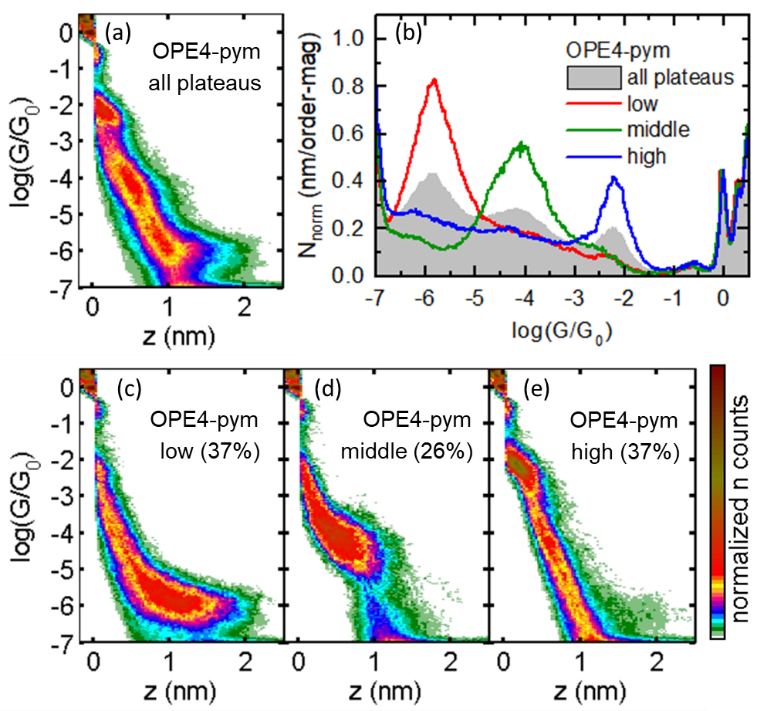 (a)
OPE4-pym
all plateaus
log(G/G0)
0
-1
-2
-3
-4
-5
-6
-7
0 1 2
z (nm)
(b)
OPE4-pym
all plateaus
low
middle
high
Nnorm (nm/order-mag)
1.0
0.8
0.6
0.4
0.2
0.0
-7 -6 -5 -4 -3 -2 -1 0
log(G/G0)
(c)
OPE4-pym
low (37%)
log(G/G0)
0
-1
-2
-3
-4
-5
-6
-7
0 1 2
z (nm)
(d)
OPE4-pym
middle (26%)
0 1 2
z (nm)
(e)
OPE4-pym
high (37%)
0 1 2
z (nm)
normalized n counts